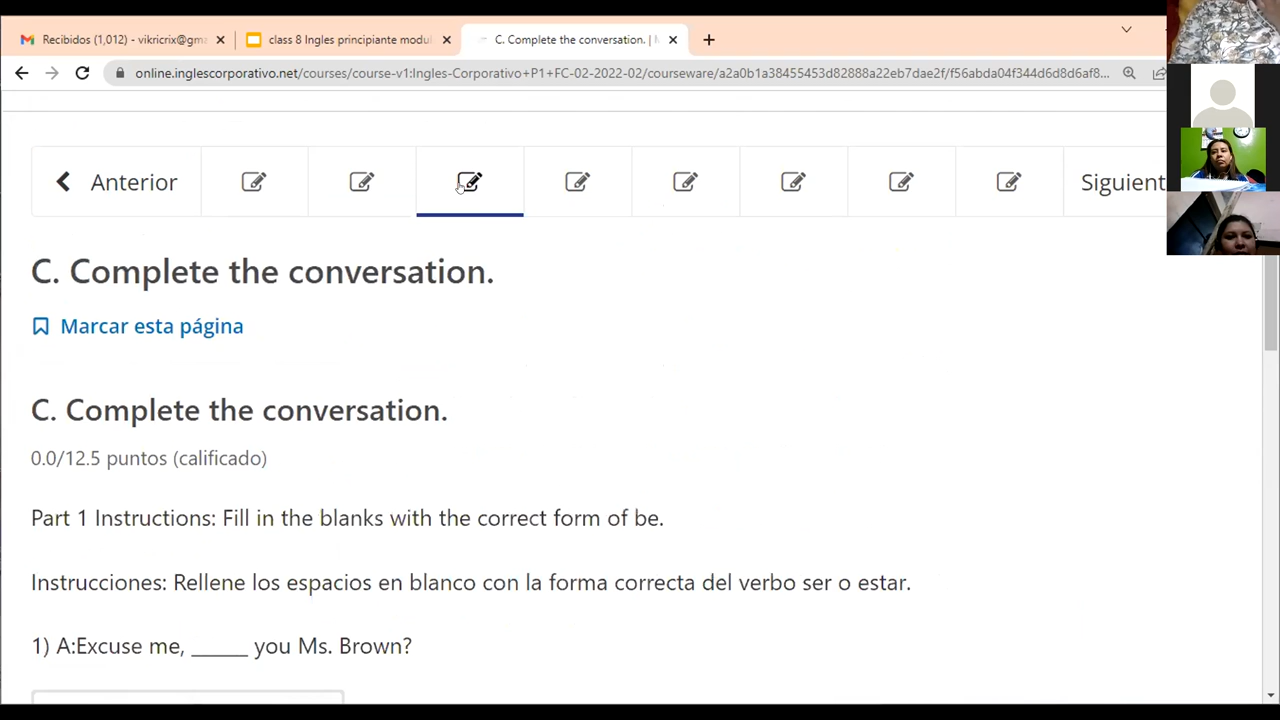 Recibidos (1,012) - vikricrix@gma
class 8 Ingles principiante modul
C. Complete the conversation. |
online.inglescorporativo.net/courses/course-v1:Ingles-Corporativo+P1+FC-02-2022-02/courseware/a2a0b1a38455453d82888a22eb7dae2f/f56abda04f344d6d8d6af8...
Anterior
Siguient
C. Complete the conversation.
Marcar esta página
C. Complete the conversation.
0.0/12.5 puntos (calificado)
Part 1 Instructions: Fill in the blanks with the correct form of be.
Instrucciones: Rellene los espacios en blanco con la forma correcta del verbo ser o estar.
1) A:Excuse me, ______ you Ms. Brown?